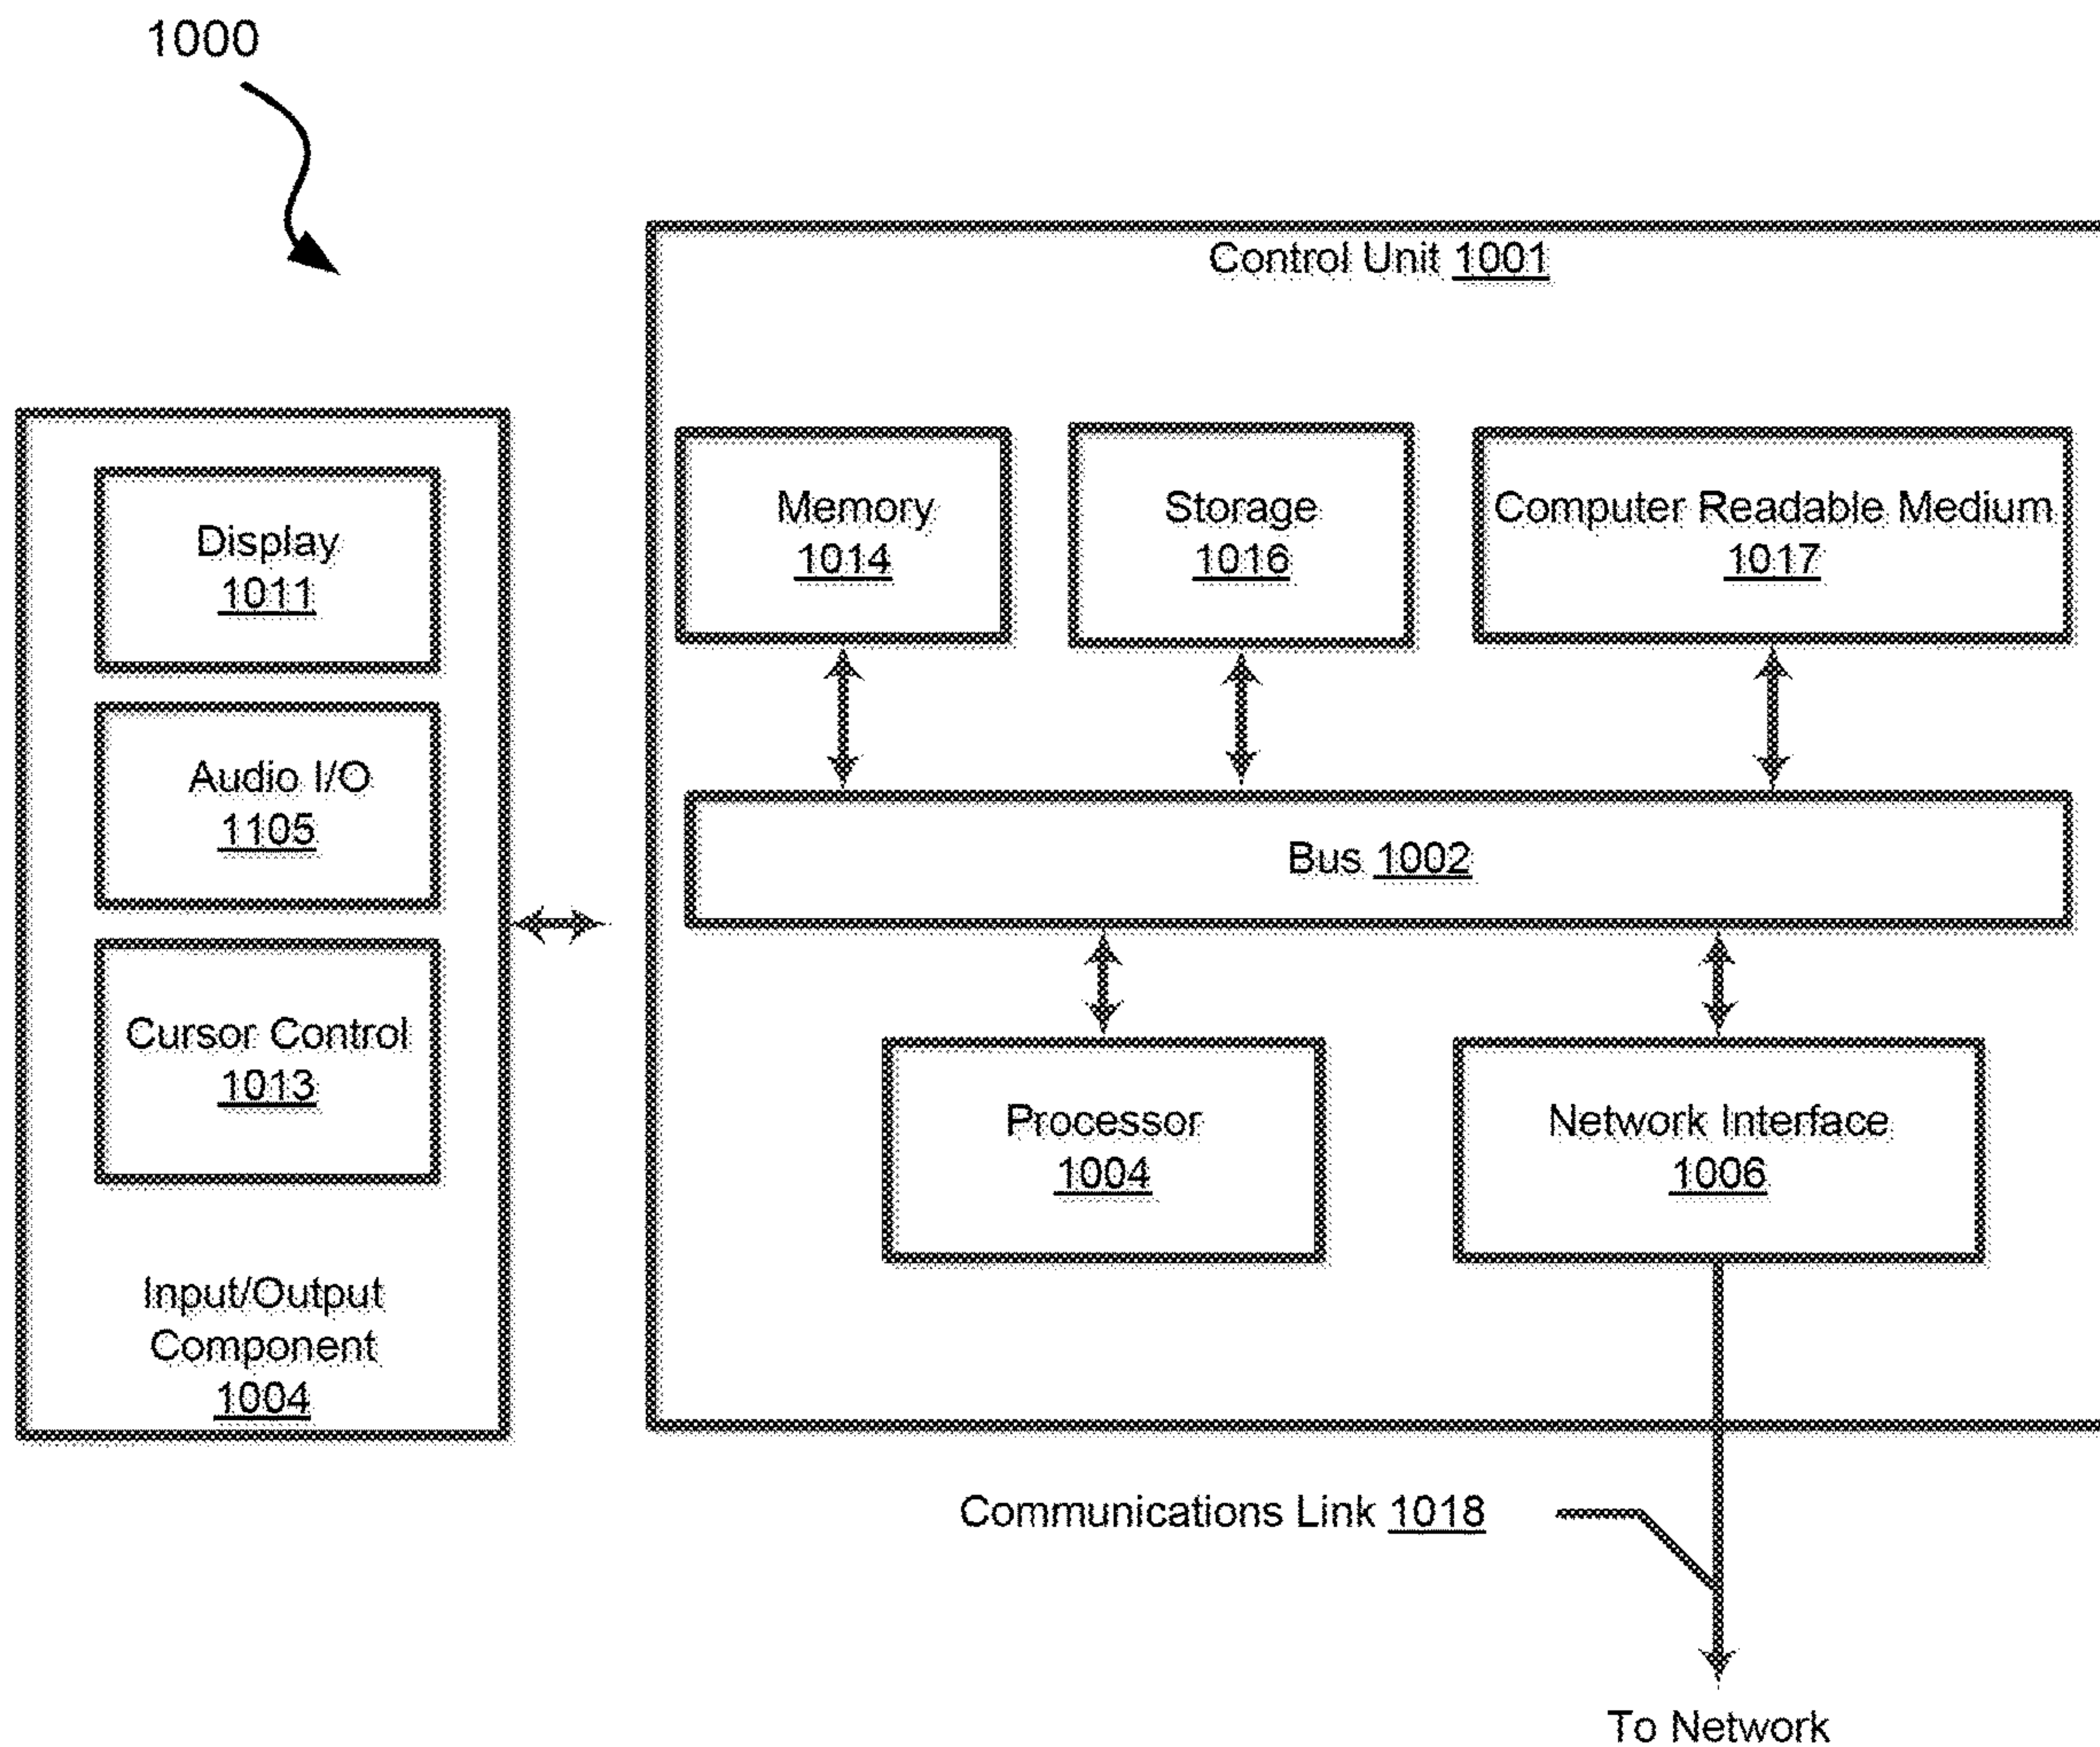 1000
Control Unit 1001
Display
1011
Audio I/O
1105
Cursor Control
1013
Input/Output
Component
1004
Memory
1014
Storage
1016
Computer Readable Medium
1017
Bus 1002
Processor
1004
Network Interface
1006
Communications Link 1018
To Network